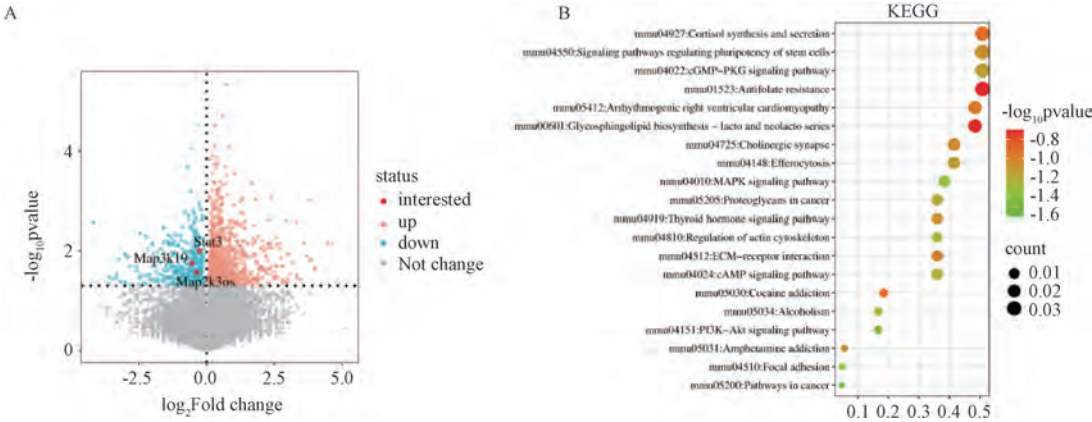 A
-log10pvalue
4
2
0
-2.5
0.0
2.5
5.0
log2Fold change
Stat3
Map3k19
Map2k3os
status
interested
up
down
Not change
B
KEGG
mmu04927:Cortisol synthesis and secretion
mmu04550:Signaling pathways regulating pluripotency of stem cells
mmu04022:cGMP-PKG signaling pathway
mmu01523:Antifolate resistance
mmu05412:Arrhythmogenic right ventricular cardiomyopathy
mmu00601:Glycosphingolipid biosynthesis - lacto and neolacto series
mmu04725:Cholinergic synapse
mmu04148:Efferocytosis
mmu04010:MAPK signaling pathway
mmu05205:Proteoglycans in cancer
mmu04919:Thyroid hormone signaling pathway
mmu04810:Regulation of actin cytoskeleton
mmu04512:ECM-receptor interaction
mmu04024:cAMP signaling pathway
mmu05030:Cocaine addiction
mmu05034:Alcoholism
mmu04151:PI3K-Akt signaling pathway
mmu05031:Amphetamine addiction
mmu04510:Focal adhesion
mmu05200:Pathways in cancer
0.1
0.2
0.3
0.4
0.5
-log10pvalue
-0.8
-1.0
-1.2
-1.4
-1.6
count
0.01
0.02
0.03